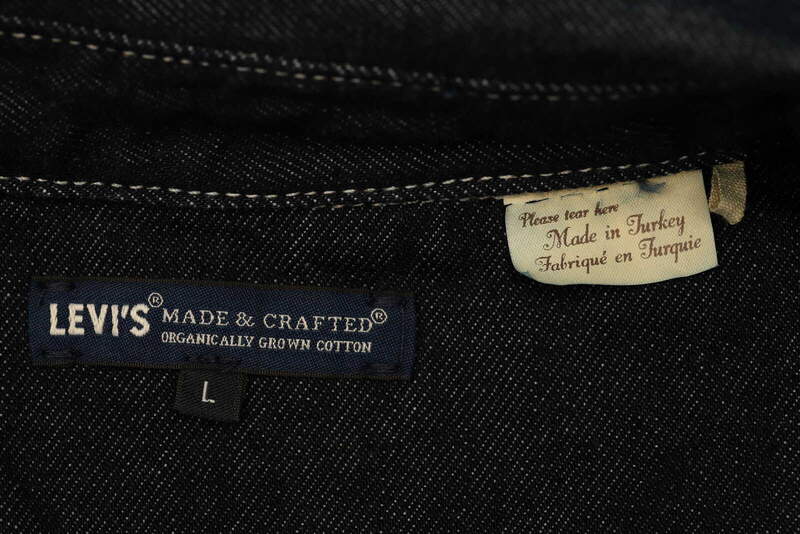 Please tear here
Made in Turkey
Fabriqué en Turquie
LEVI'S® MADE & CRAFTED®
ORGANICALLY GROWN COTTON
L